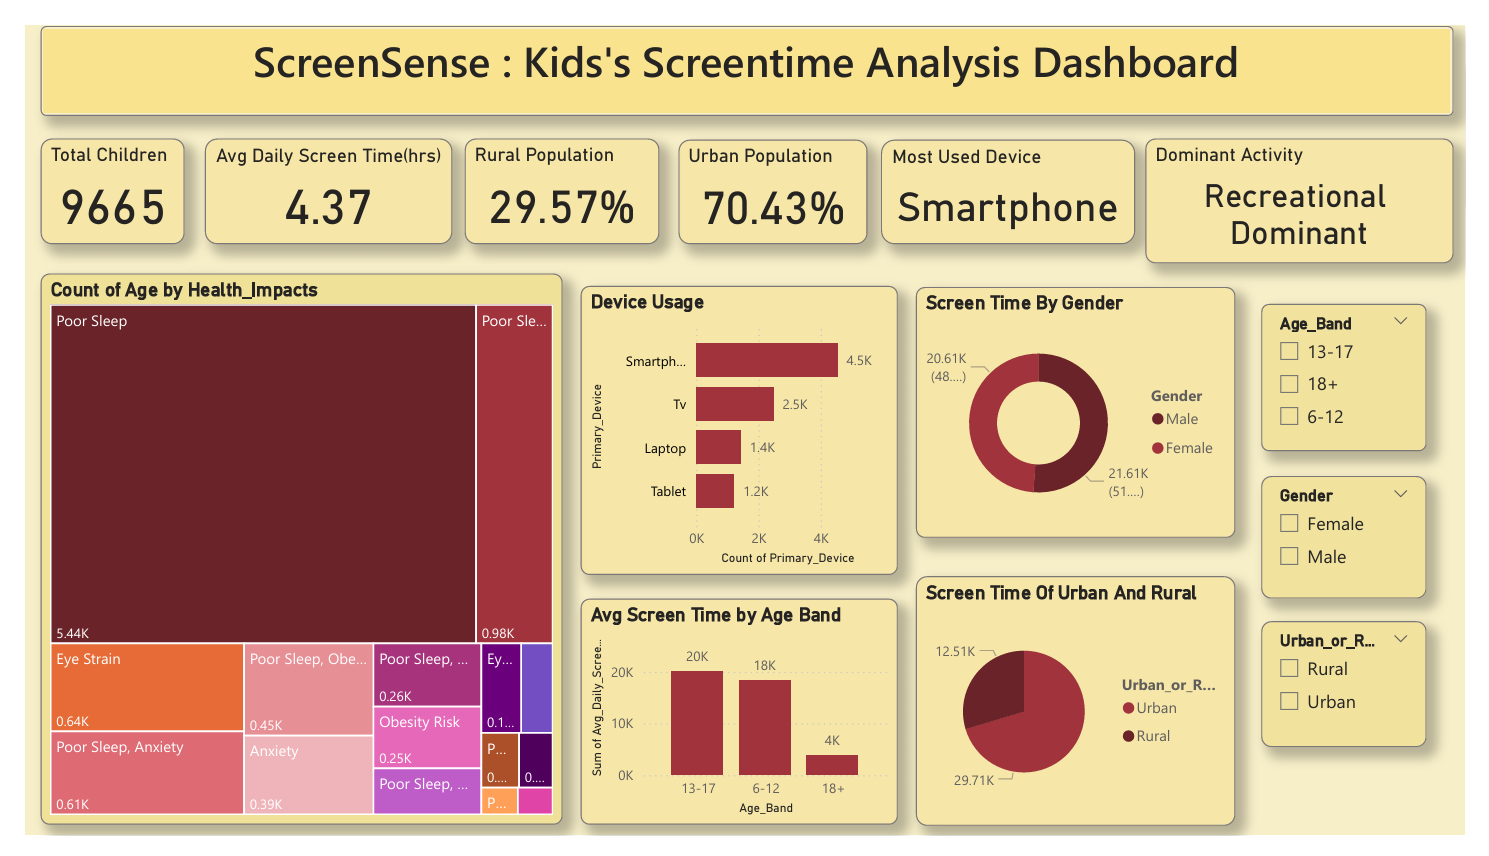 ScreenSense : Kids's Screentime Analysis Dashboard
Total Children
9665
Avg Daily Screen Time(hrs)
4.37
Rural Population
29.57%
Urban Population
70.43%
Most Used Device
Smartphone
Dominant Activity
Recreational
Dominant
Count of Age by Health_Impacts
Poor Sleep
5.44K
Poor Sle...
0.98K
Eye Strain
0.64K
Poor Sleep, Anxiety
0.61K
Poor Sleep, Obe...
0.45K
Anxiety
0.39K
Poor Sleep, ...
0.26K
Obesity Risk
0.25K
Poor Sleep, ...
Ey...
0.1...
P...
0....
0....
P...
Device Usage
Primary_Device
Smartph...
4.5K
Tv
2.5K
Laptop
1.4K
Tablet
1.2K
0K
2K
4K
Count of Primary_Device
Avg Screen Time by Age Band
Sum of Avg_Daily_Scree...
20K
10K
0K
20K
18K
4K
13-17
6-12
18+
Age_Band
Screen Time By Gender
20.61K
(48....)
21.61K
(51....)
Gender
Male
Female
Screen Time Of Urban And Rural
12.51K
29.71K
Urban_or_R...
Urban
Rural
Age_Band
13-17
18+
6-12
Gender
Female
Male
Urban_or_R...
Rural
Urban